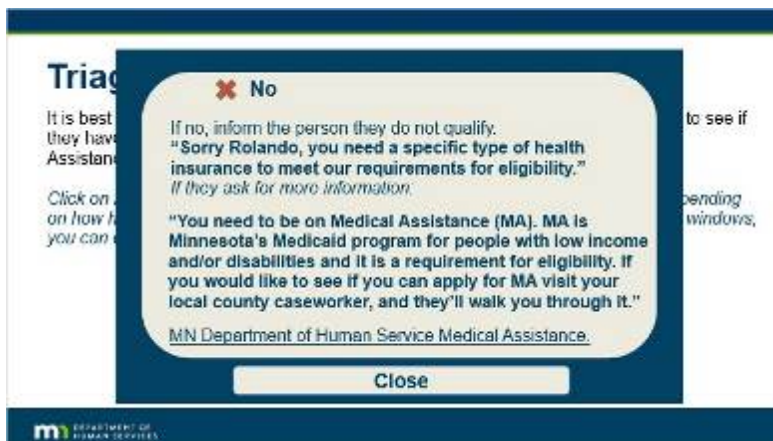 Triag
✖ No
It is best
to see if
they have
Assistanc
If no, inform the person they do not qualify.
“Sorry Rolando, you need a specific type of health
insurance to meet our requirements for eligibility.”
If they ask for more information:
Click on
pending
on how h
windows,
you can
“You need to be on Medical Assistance (MA). MA is
Minnesota's Medicaid program for people with low income
and/or disabilities and it is a requirement for eligibility. If
you would like to see if you can apply for MA visit your
local county caseworker, and they'll walk you through it.”
MN Department of Human Service Medical Assistance.
Close
mn DEPARTMENT OF
HUMAN SERVICES